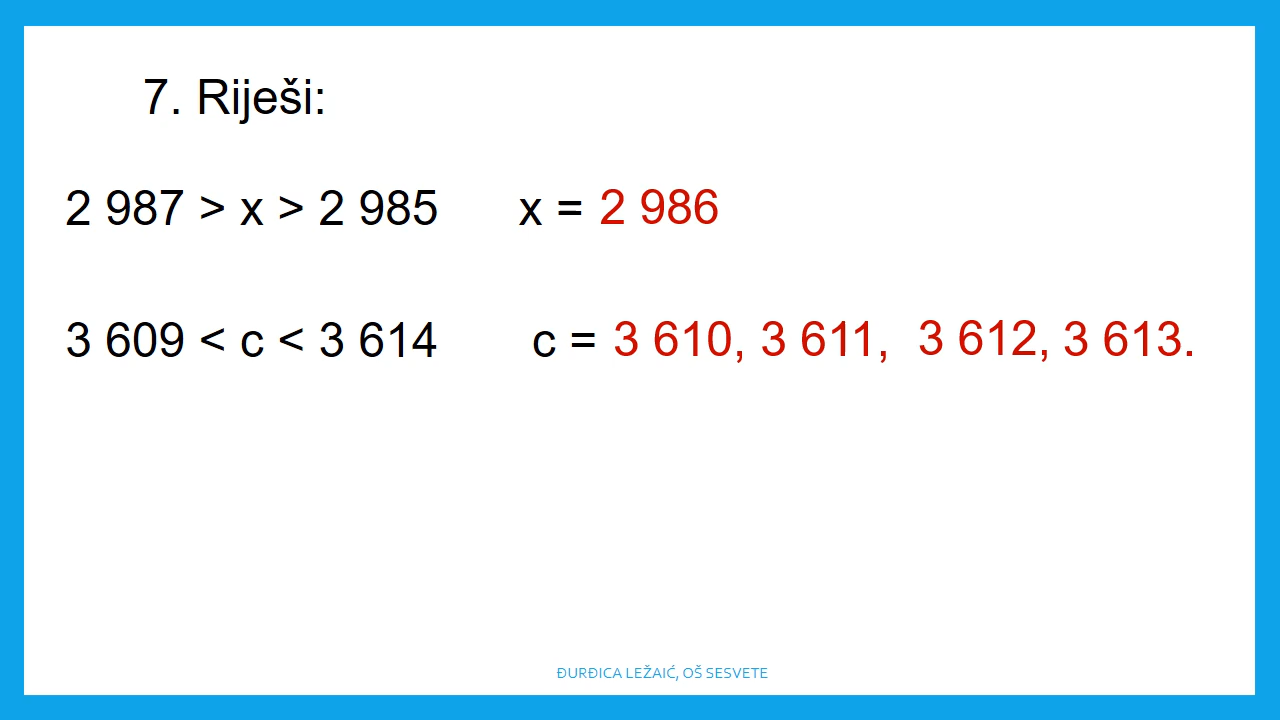 7. Riješi:
2 987 > x > 2 985 x = 2 986
3 609 < c < 3 614 c = 3 610, 3 611, 3 612, 3 613.
ĐURĐICA LEŽAIĆ, OŠ SESVETE